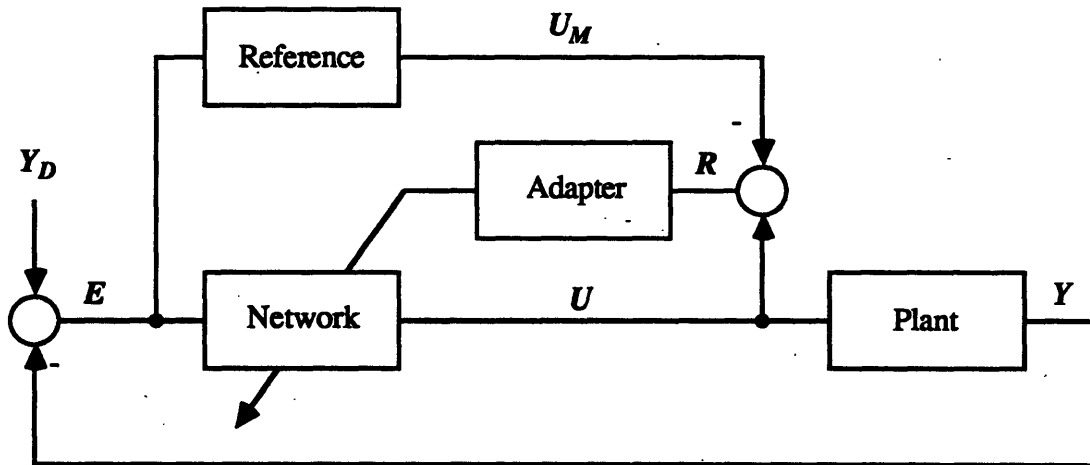 U_M
Reference
-
Y_D
R
Adapter
E
Network
U
Plant
Y
-